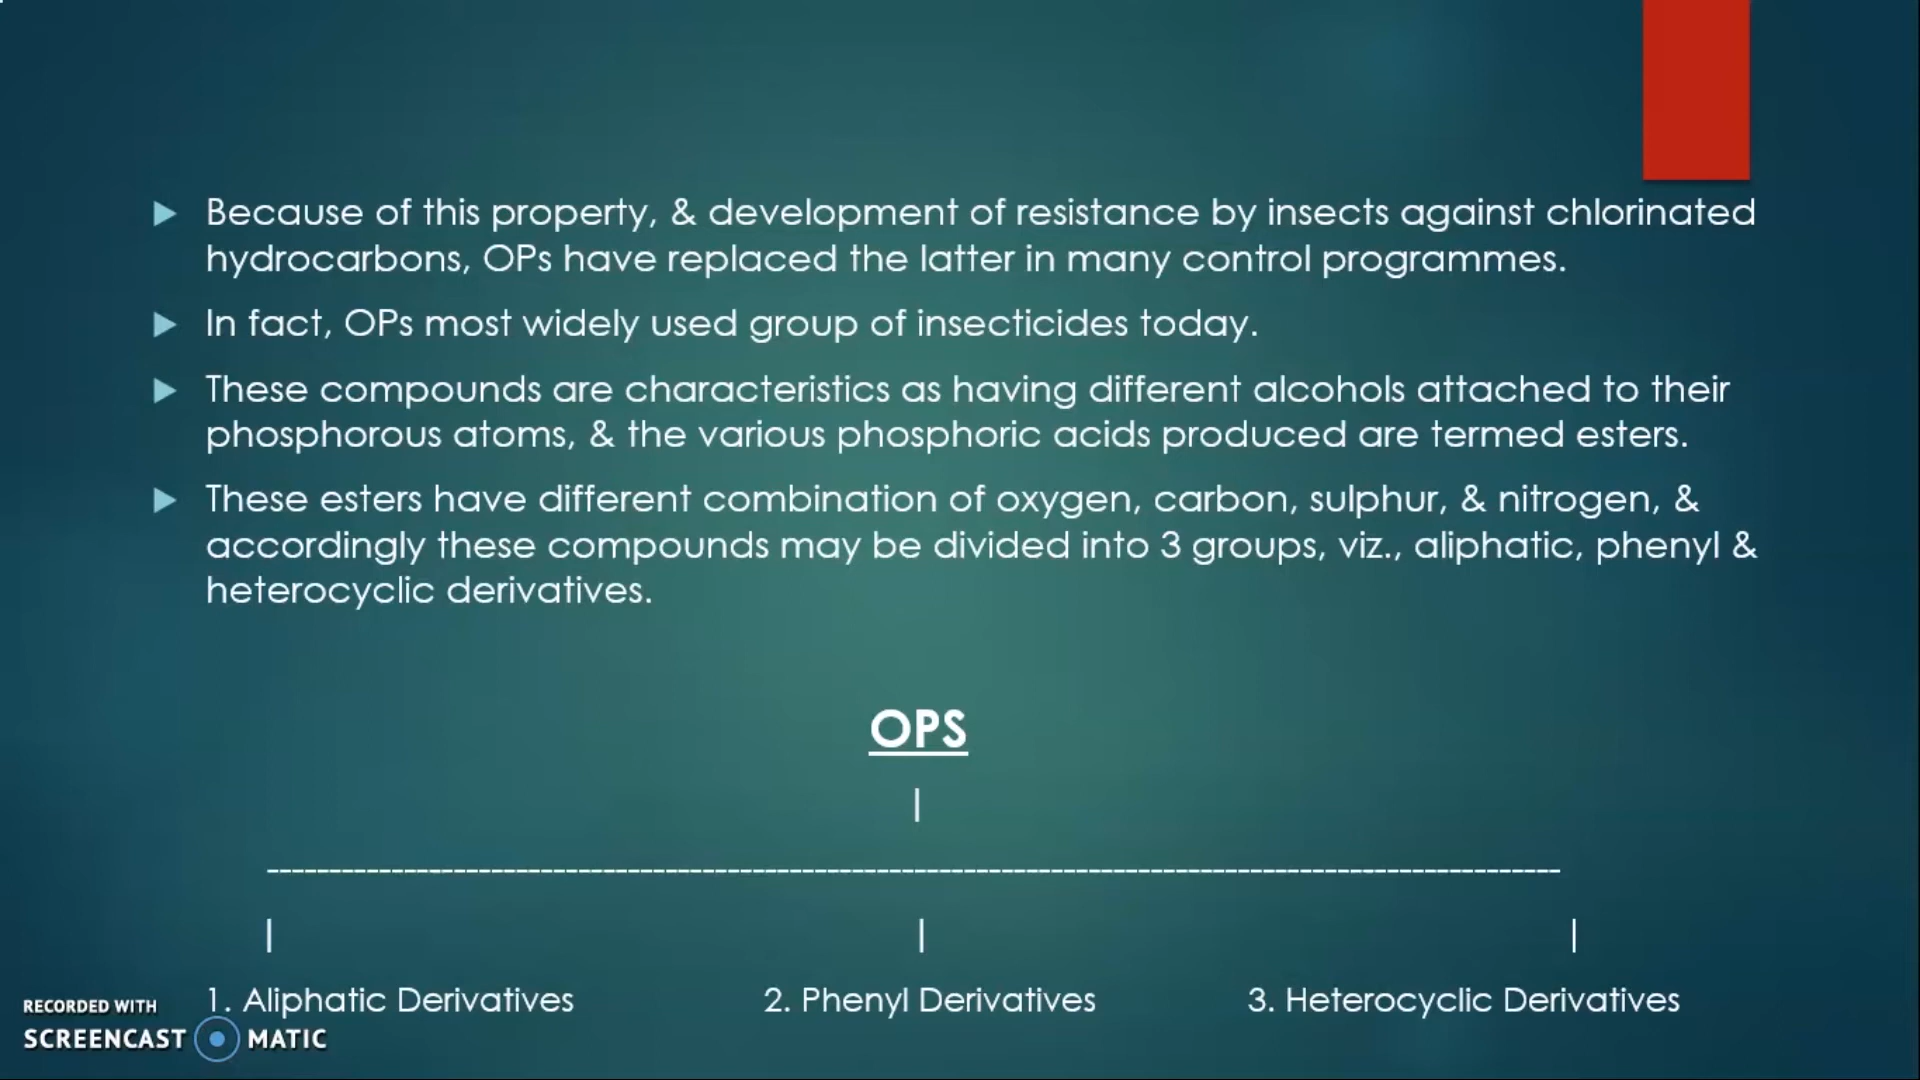 Because of this property, & development of resistance by insects against chlorinated
hydrocarbons, OPs have replaced the latter in many control programmes.
In fact, OPs most widely used group of insecticides today.
These compounds are characteristics as having different alcohols attached to their
phosphorous atoms, & the various phosphoric acids produced are termed esters.
These esters have different combination of oxygen, carbon, sulphur, & nitrogen, &
accordingly these compounds may be divided into 3 groups, viz., aliphatic, phenyl &
heterocyclic derivatives.
OPS
1. Aliphatic Derivatives 2. Phenyl Derivatives 3. Heterocyclic Derivatives
RECORDED WITH
SCREENCAST MATIC